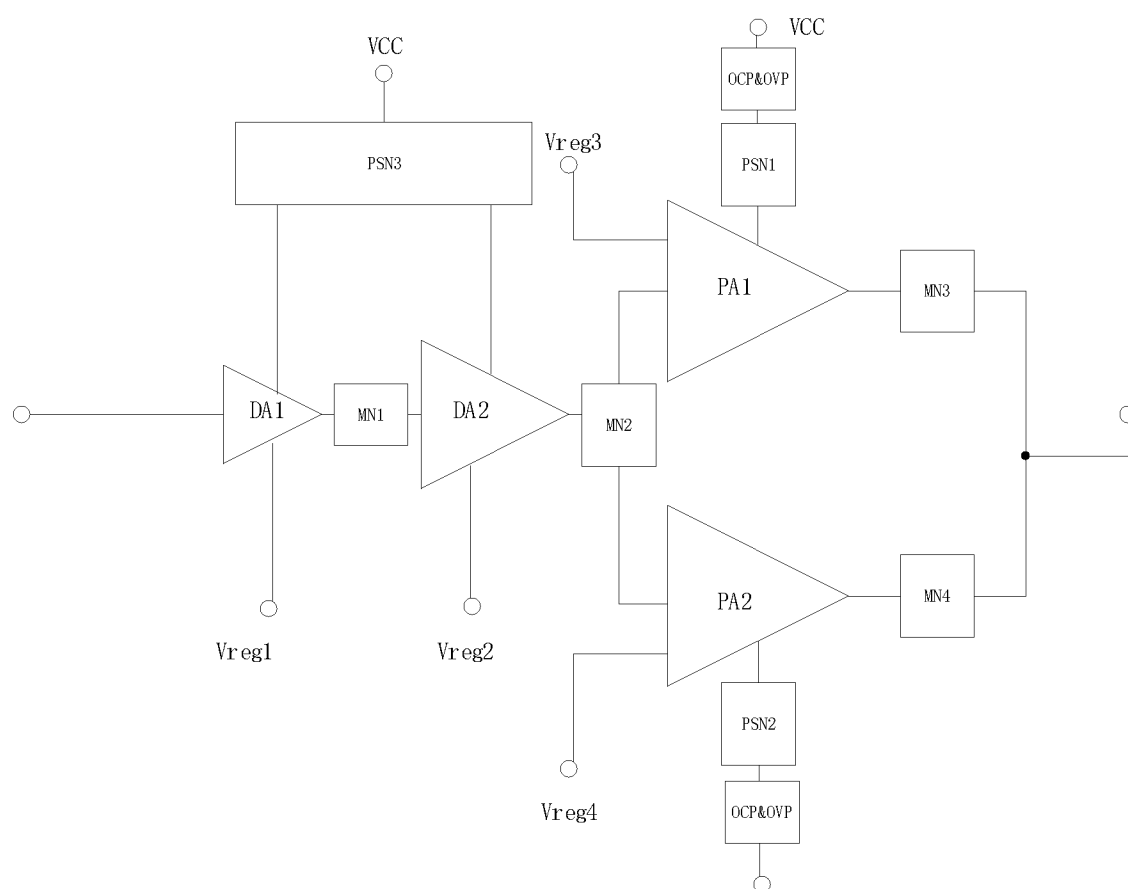 VCC
VCC
OCP&OVP
PSN3
Vreg3
PSN1
PA1
MN3
DA1
MN1
DA2
MN2
PA2
MN4
Vreg1
Vreg2
PSN2
Vreg4
OCP&OVP